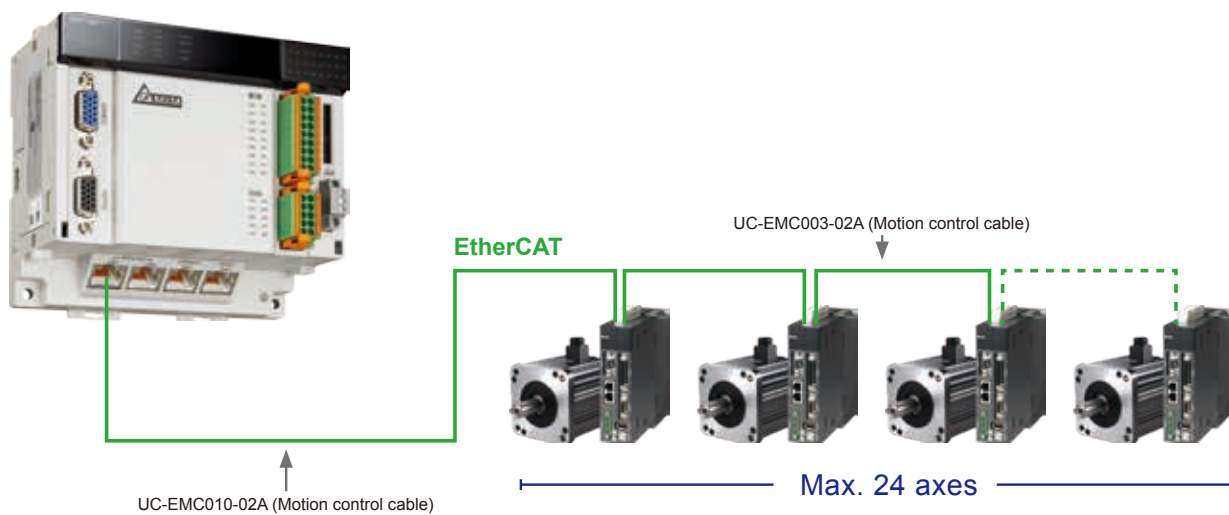 EtherCAT
UC-EMC003-02A (Motion control cable)
UC-EMC010-02A (Motion control cable)
Max. 24 axes